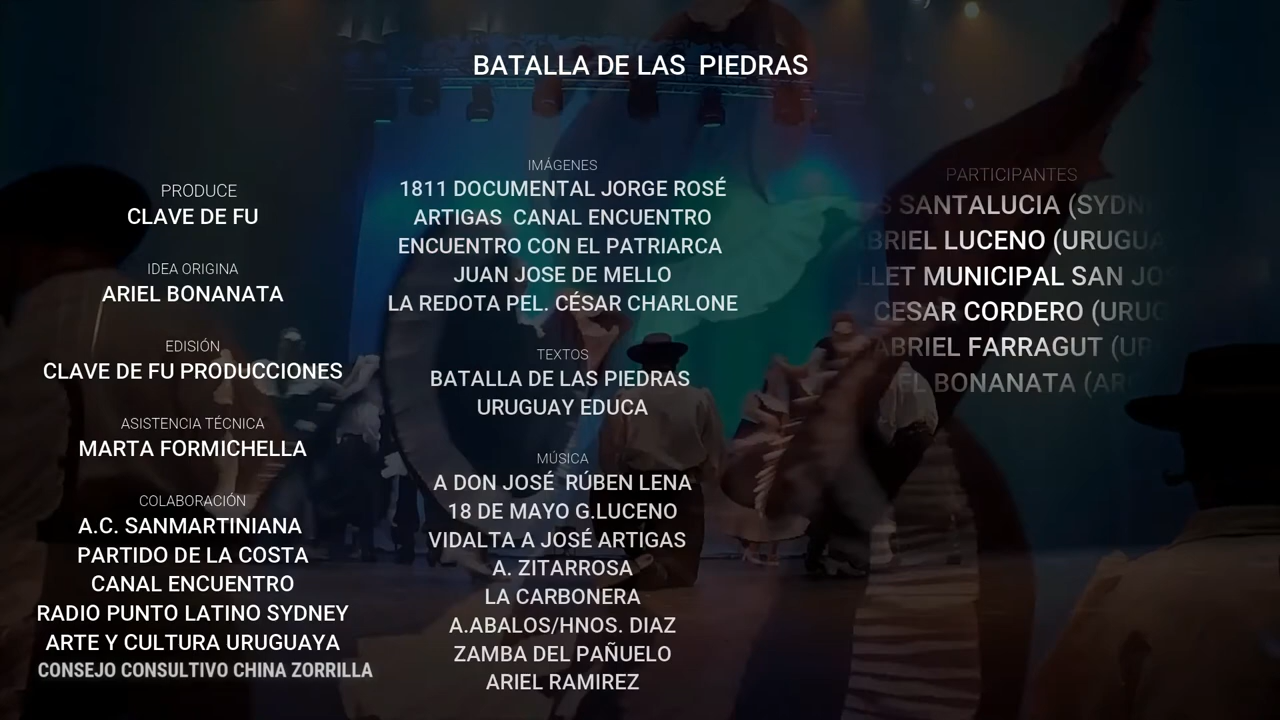 BATALLA DE LAS PIEDRAS
PRODUCE
CLAVE DE FU
IDEA ORIGINA
ARIEL BONANATA
EDISIÓN
CLAVE DE FU PRODUCCIONES
ASISTENCIA TÉCNICA
MARTA FORMICHELLA
COLABORACIÓN
A.C. SANMARTINIANA
PARTIDO DE LA COSTA
CANAL ENCUENTRO
RADIO PUNTO LATINO SYDNEY
ARTE Y CULTURA URUGUAYA
CONSEJO CONSULTIVO CHINA ZORRILLA
IMÁGENES
1811 DOCUMENTAL JORGE ROSÉ
ARTIGAS CANAL ENCUENTRO
ENCUENTRO CON EL PATRIARCA
JUAN JOSE DE MELLO
LA REDOTA PEL. CÉSAR CHARLONE
TEXTOS
BATALLA DE LAS PIEDRAS
URUGUAY EDUCA
MÚSICA
A DON JOSÉ RÚBEN LENA
18 DE MAYO G.LUCENO
VIDALTA A JOSÉ ARTIGAS
A. ZITARROSA
LA CARBONERA
A.ABALOS/HNOS. DIAZ
ZAMBA DEL PAÑUELO
ARIEL RAMIREZ
PARTICIPANTES
SANTALUCIA
LUCENO
MUNICIPAL SAN
CESAR CORDERO
FARRAGUT
BONANATA